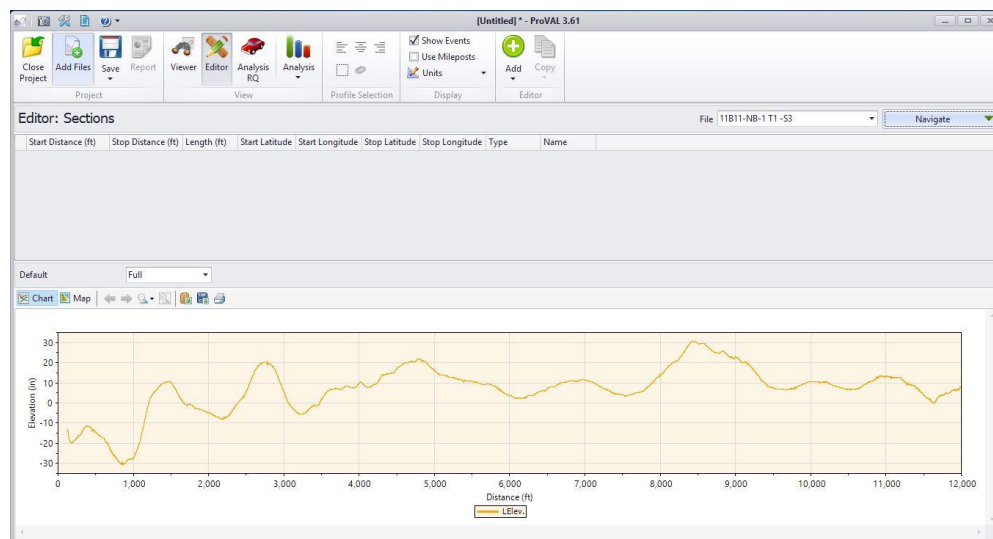 [Untitled] * - ProVAL 3.61
Close Project Add Files Save Report Viewer Editor Analysis RQ Analysis Show Events Use Mileposts Units Add Copy
Project View Profile Selection Display Editor
Editor: Sections File 11B11-NB-1 T1 -S3 Navigate
Start Distance (ft) Stop Distance (ft) Length (ft) Start Latitude Start Longitude Stop Latitude Stop Longitude Type Name
Default Full
Chart Map
30
20
10
0
-10
-20
-30
Elevation (in)
0 1,000 2,000 3,000 4,000 5,000 6,000 7,000 8,000 9,000 10,000 11,000 12,000
Distance (ft)
LElev.